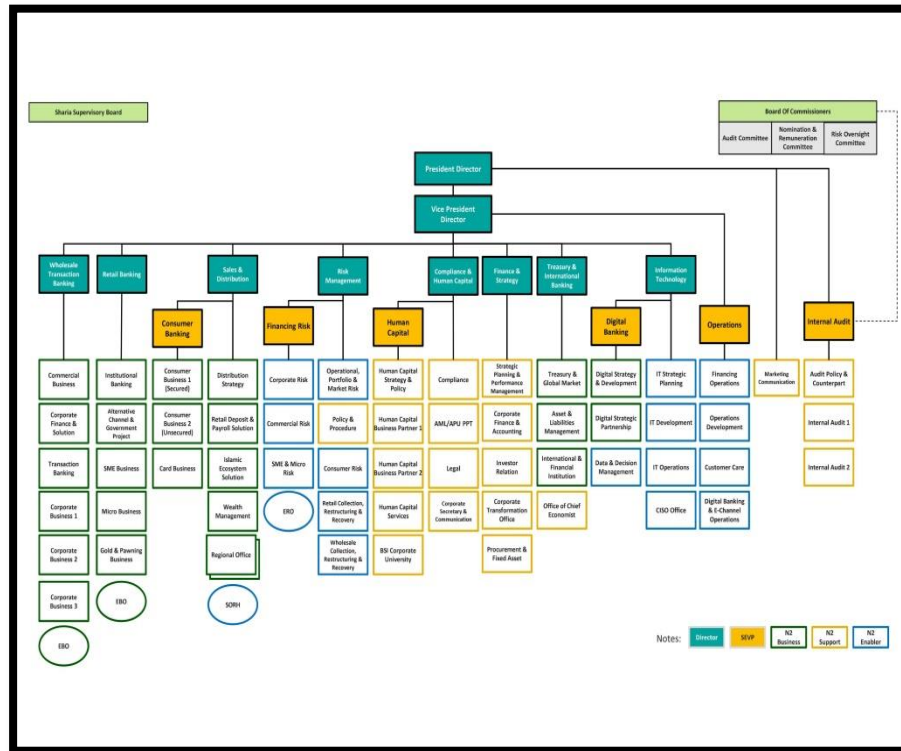 Sharia Supervisory Board
Board Of Commissioners
Audit Committee
Nomination &
Remuneration
Committee
Risk Oversight
Committee
President Director
Vice President
Director
Wholesale
Transaction
Banking
Retail Banking
Sales &
Distribution
Risk
Management
Compliance &
Human Capital
Finance &
Strategy
Treasury &
International
Banking
Information
Technology
Consumer
Banking
Financing Risk
Human
Capital
Digital
Banking
Operations
Internal Audit
Commercial
Business
Corporate
Finance &
Solution
Transaction
Banking
Corporate
Business 1
Corporate
Business 2
Corporate
Business 3
EBO
Institutional
Banking
Alternative
Channel &
Government
Project
SME Business
Micro Business
Gold & Pawning
Business
EBO
Consumer
Business 1
(Secured)
Consumer
Business 2
(Unsecured)
Card Business
Distribution
Strategy
Retail Deposit &
Payroll Solution
Islamic
Ecosystem
Solution
Wealth
Management
Regional Office
SORH
Corporate Risk
Commercial Risk
SME & Micro
Risk
ERO
Operational,
Portfolio &
Market Risk
Policy &
Procedure
Consumer Risk
Retail Collection,
Restructuring &
Recovery
Wholesale
Collection,
Restructuring &
Recovery
Human Capital
Strategy &
Policy
Human Capital
Business Partner 1
Human Capital
Business Partner 2
Human Capital
Services
BSI Corporate
University
Compliance
AML/APU PPT
Legal
Corporate
Secretary &
Communication
Strategic
Planning &
Performance
Management
Corporate
Finance &
Accounting
Investor
Relation
Corporate
Transformation
Office
Procurement &
Fixed Asset
Treasury &
Global Market
Asset &
Liabilities
Management
International &
Financial
Institution
Office of Chief
Economist
Digital Strategy
& Development
Digital Strategic
Partnership
Data & Decision
Management
IT Strategic
Planning
IT Development
IT Operations
CISO Office
Financing
Operations
Operations
Development
Customer Care
Digital Banking
& E-Channel
Operations
Marketing
Communication
Audit Policy &
Counterpart
Internal Audit 1
Internal Audit 2
Notes:
Director
SEVP
N2
Business
N2
Support
N2
Enabler